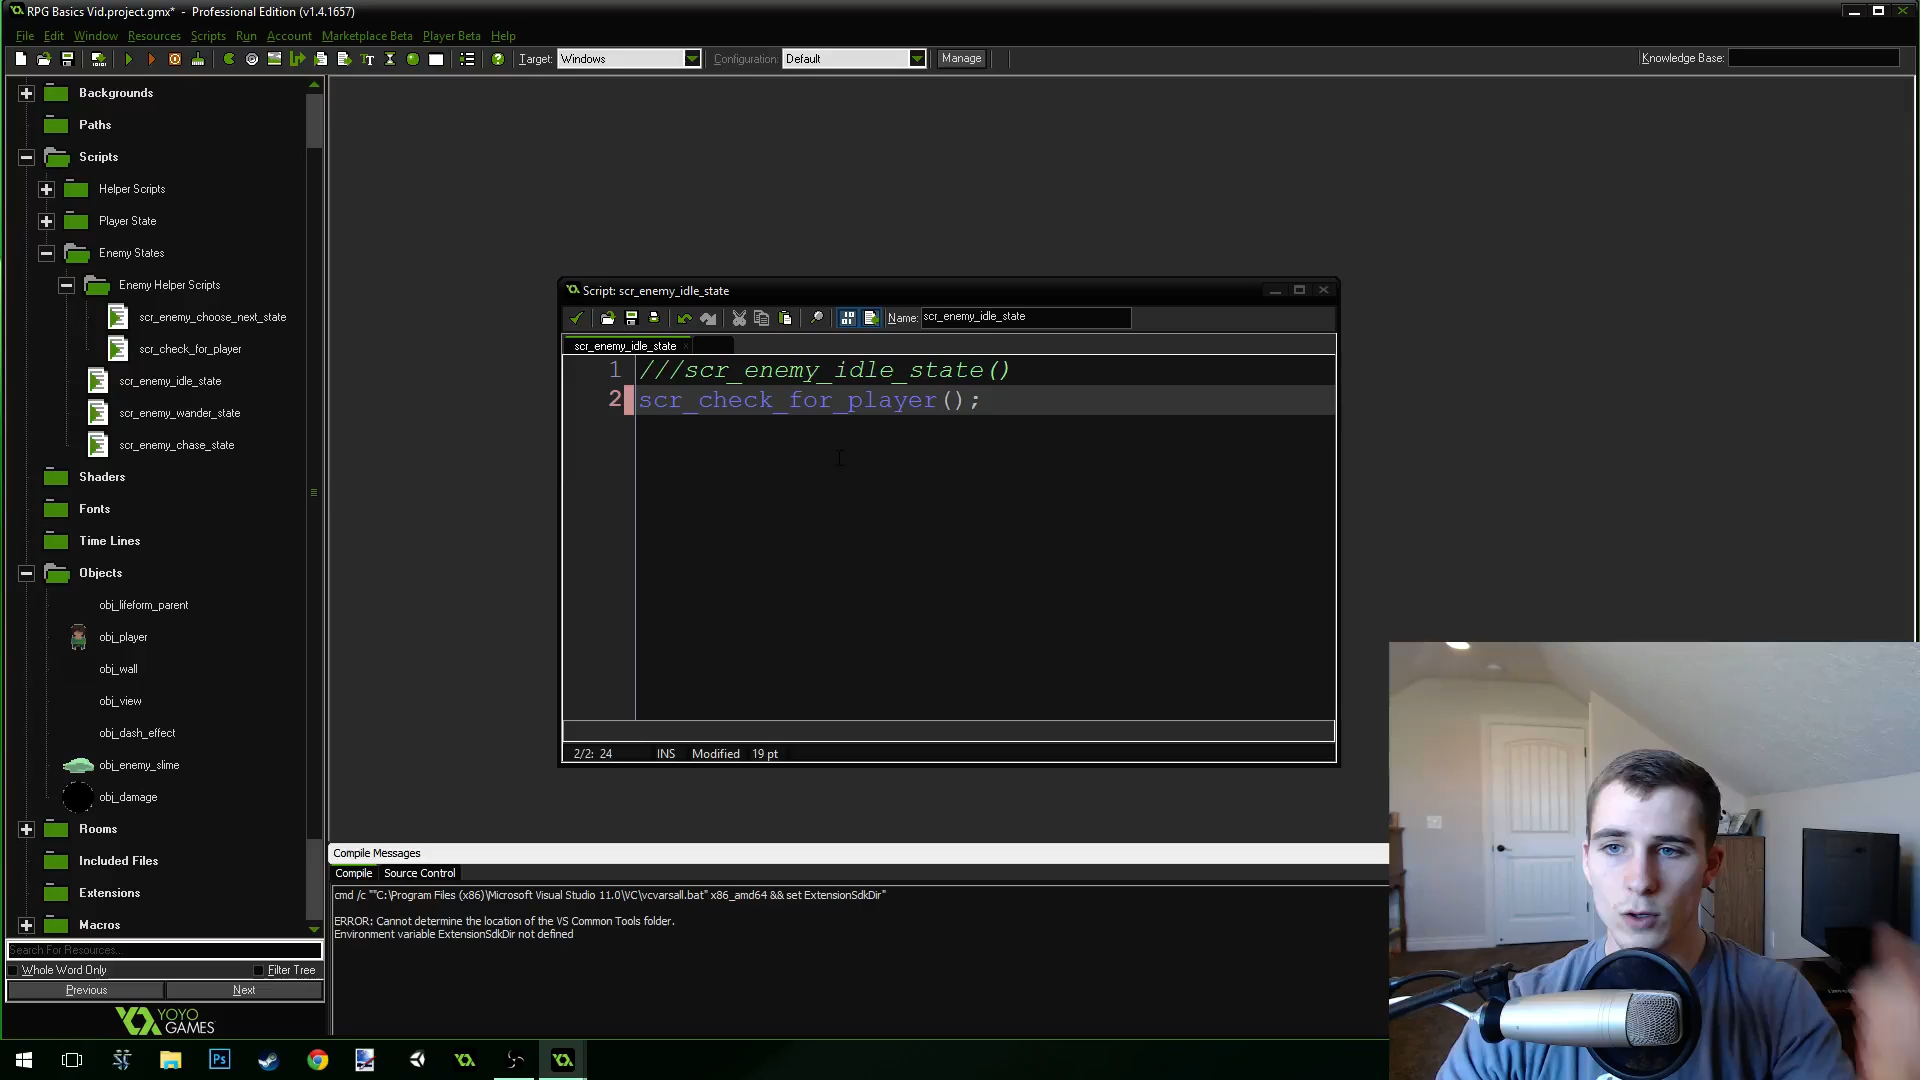 RPG Basics Vid.project.gmx* - Professional Edition (v1.4.1657)
File Edit Window Resources Scripts Run Account Marketplace Beta Player Beta Help
Target: Windows Configuration: Default Manage Knowledge Base:
Backgrounds
Paths
Scripts
Helper Scripts
Player State
Enemy States
Enemy Helper Scripts
scr_enemy_choose_next_state
scr_check_for_player
scr_enemy_idle_state
scr_enemy_wander_state
scr_enemy_chase_state
Shaders
Fonts
Time Lines
Objects
obj_lifeform_parent
obj_player
obj_wall
obj_view
obj_dash_effect
obj_enemy_slime
obj_damage
Rooms
Included Files
Extensions
Macros
Search For Resources...
Whole Word Only Filter Tree
Previous Next
YOYO
GAMES
Script: scr_enemy_idle_state
Name: scr_enemy_idle_state
scr_enemy_idle_state
1 ///scr_enemy_idle_state()
2 scr_check_for_player();
2/2: 24 INS Modified 19 pt
Compile Messages
Compile Source Control
cmd /c ""C:\Program Files (x86)\Microsoft Visual Studio 11.0\VC\vcvarsall.bat" x86_amd64 && set ExtensionSdkDir"
ERROR: Cannot determine the location of the VS Common Tools folder.
Environment variable ExtensionSdkDir not defined
Ps